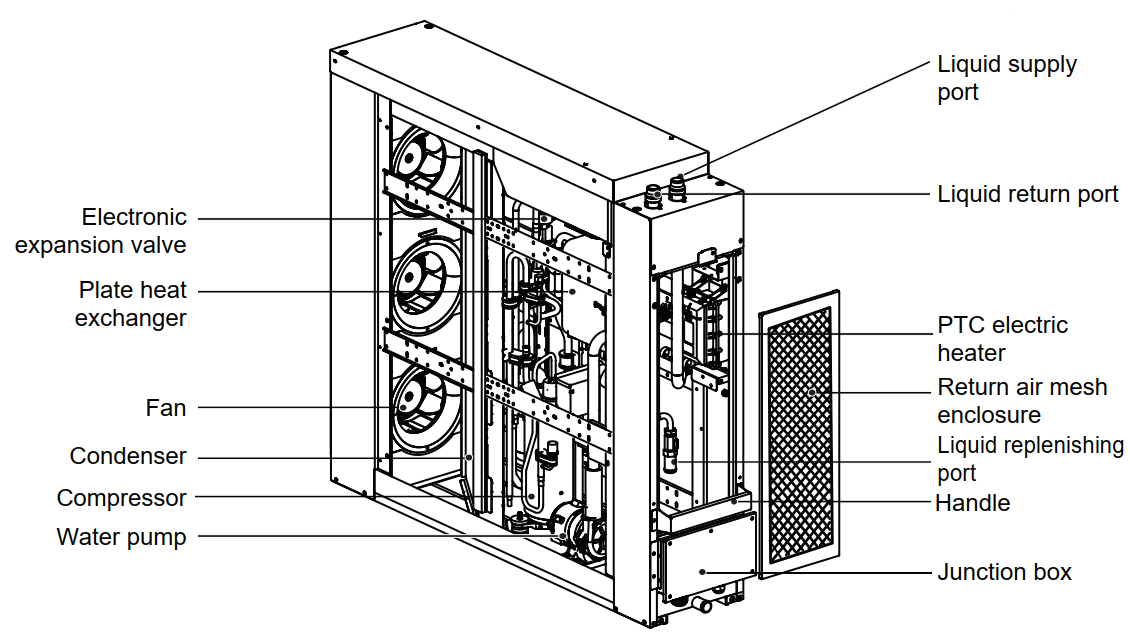 Electronic
expansion valve
Plate heat
exchanger
Fan
Condenser
Compressor
Water pump
Liquid supply
port
Liquid return port
PTC electric
heater
Return air mesh
enclosure
Liquid replenishing
port
Handle
Junction box